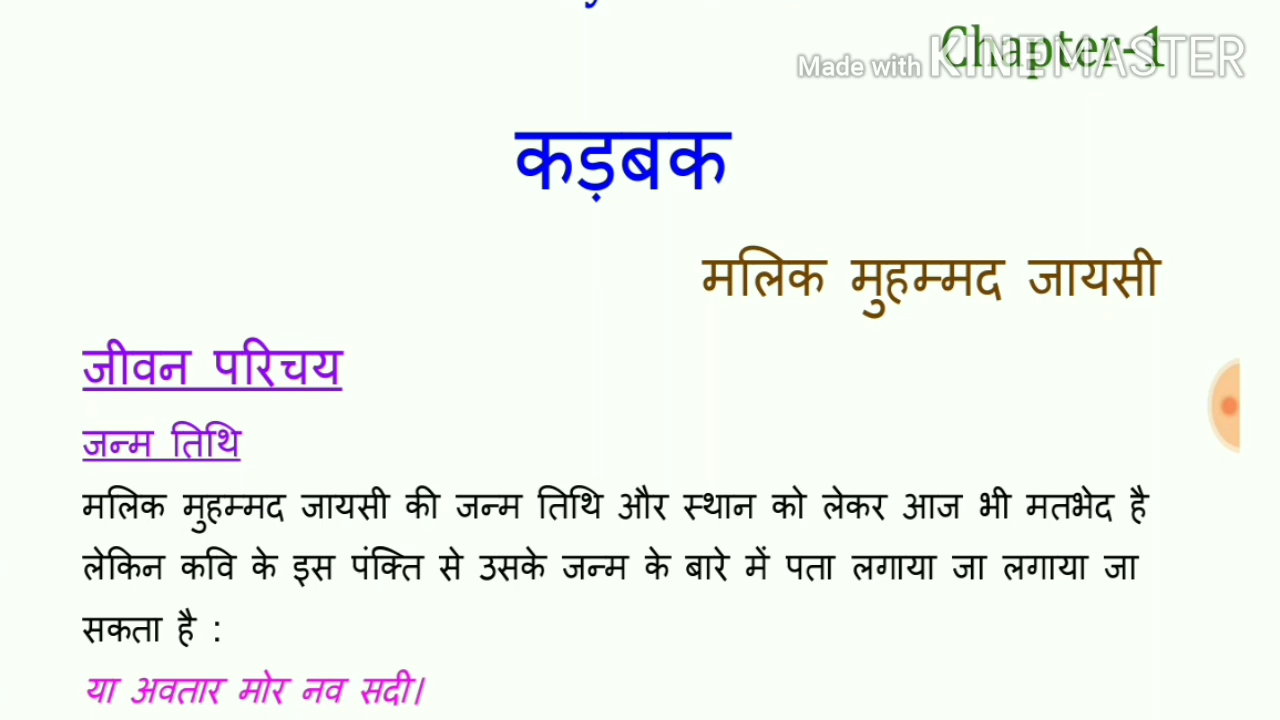 Chapter-1
Made with KINEMASTER
कड़बक
मलिक मुहम्मद जायसी
जीवन परिचय
जन्म तिथि
मलिक मुहम्मद जायसी की जन्म तिथि और स्थान को लेकर आज भी मतभेद है
लेकिन कवि के इस पंक्ति से उसके जन्म के बारे में पता लगाया जा लगाया जा
सकता है :
या अवतार मोर नव सदी।